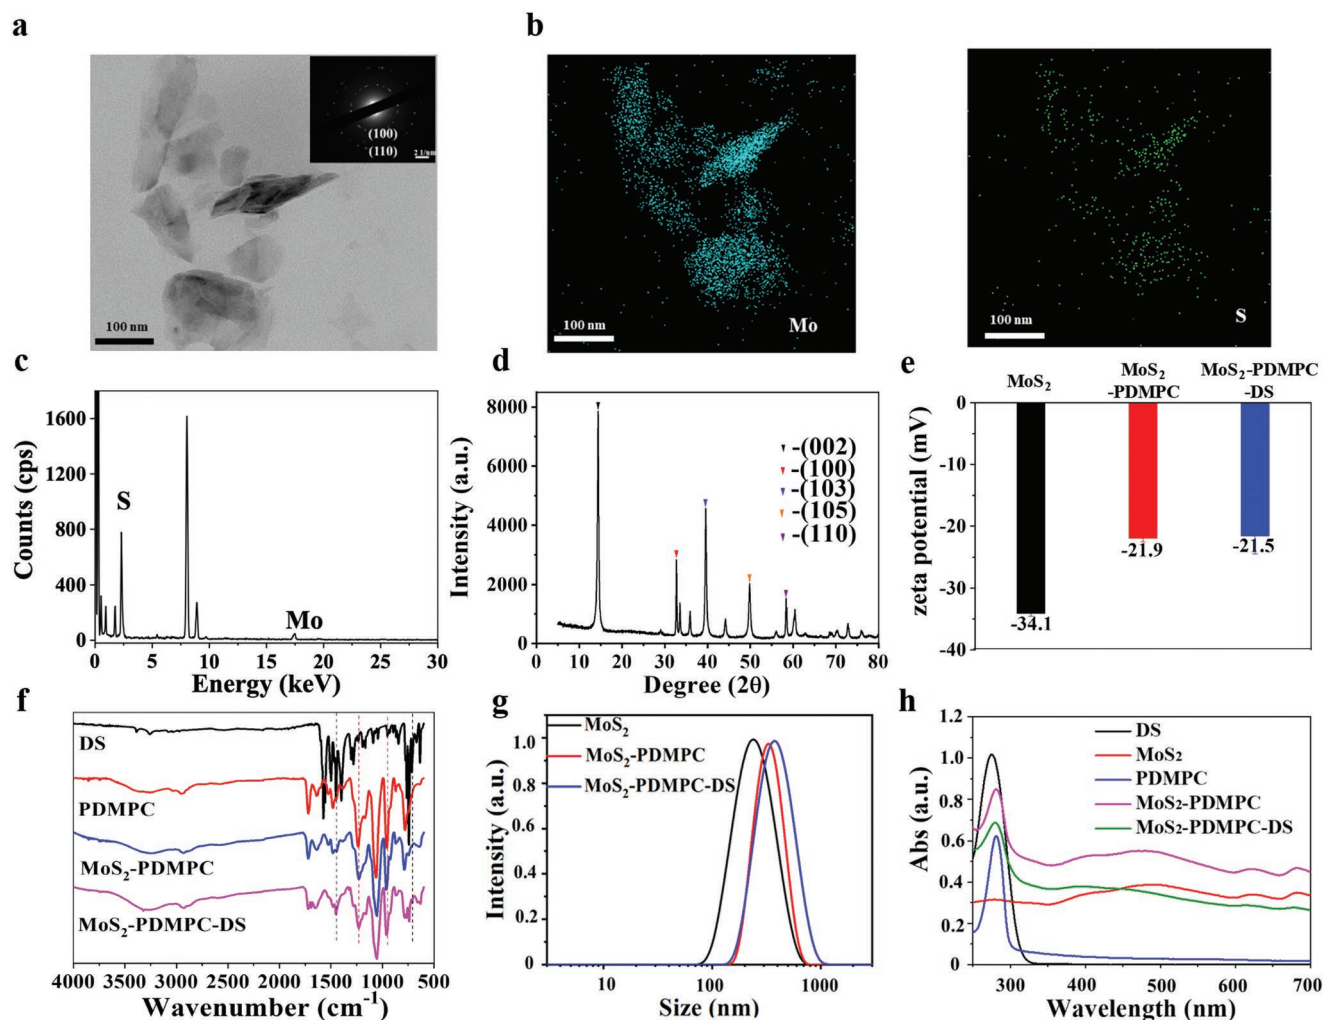 a
b
(100)
(110)
2 1/nm
100 nm
100 nm
Mo
100 nm
S
c
d
e
1600
1200
800
400
0
Counts (cps)
S
Mo
0 5 10 15 20 25 30
Energy (keV)
8000
6000
4000
2000
0
Intensity (a.u.)
-(002)
-(100)
-(103)
-(105)
-(110)
0 10 20 30 40 50 60 70 80
Degree (2θ)
MoS₂
MoS₂
-PDMPC
MoS₂-PDMPC
-DS
0
-10
-20
-30
-40
zeta potential (mV)
-34.1
-21.9
-21.5
f
g
h
DS
PDMPC
MoS₂-PDMPC
MoS₂-PDMPC-DS
4000 3500 3000 2500 2000 1500 1000 500
Wavenumber (cm⁻¹)
MoS₂
MoS₂-PDMPC
MoS₂-PDMPC-DS
1.0
0.8
0.6
0.4
0.2
0
Intensity (a.u.)
10 100 1000
Size (nm)
1.2
1.0
0.8
0.6
0.4
0.2
0
Abs (a.u.)
DS
MoS₂
PDMPC
MoS₂-PDMPC
MoS₂-PDMPC-DS
300 400 500 600 700
Wavelength (nm)